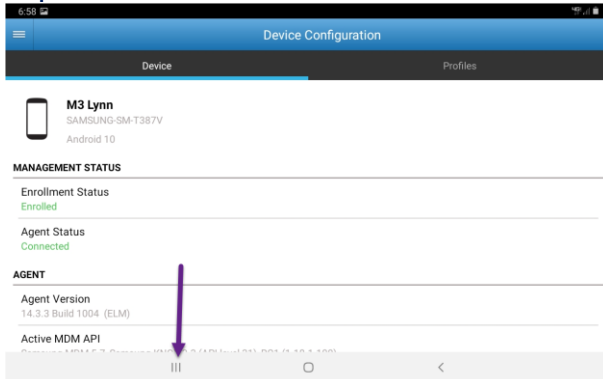 6:58
Device Configuration
Device
Profiles
M3 Lynn
SAMSUNG-SM-T387V
Android 10
MANAGEMENT STATUS
Enrollment Status
Enrolled
Agent Status
Connected
AGENT
Agent Version
14.3.3 Build 1004 (ELM)
Active MDM API